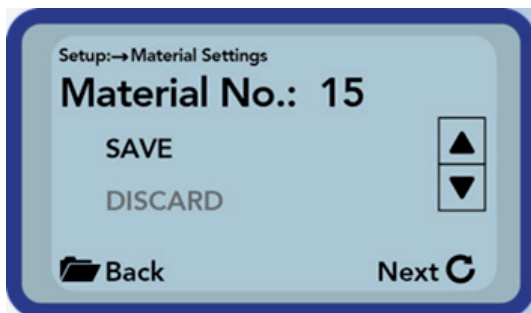 Setup:→Material Settings
Material No.: 15
SAVE
DISCARD
Back Next